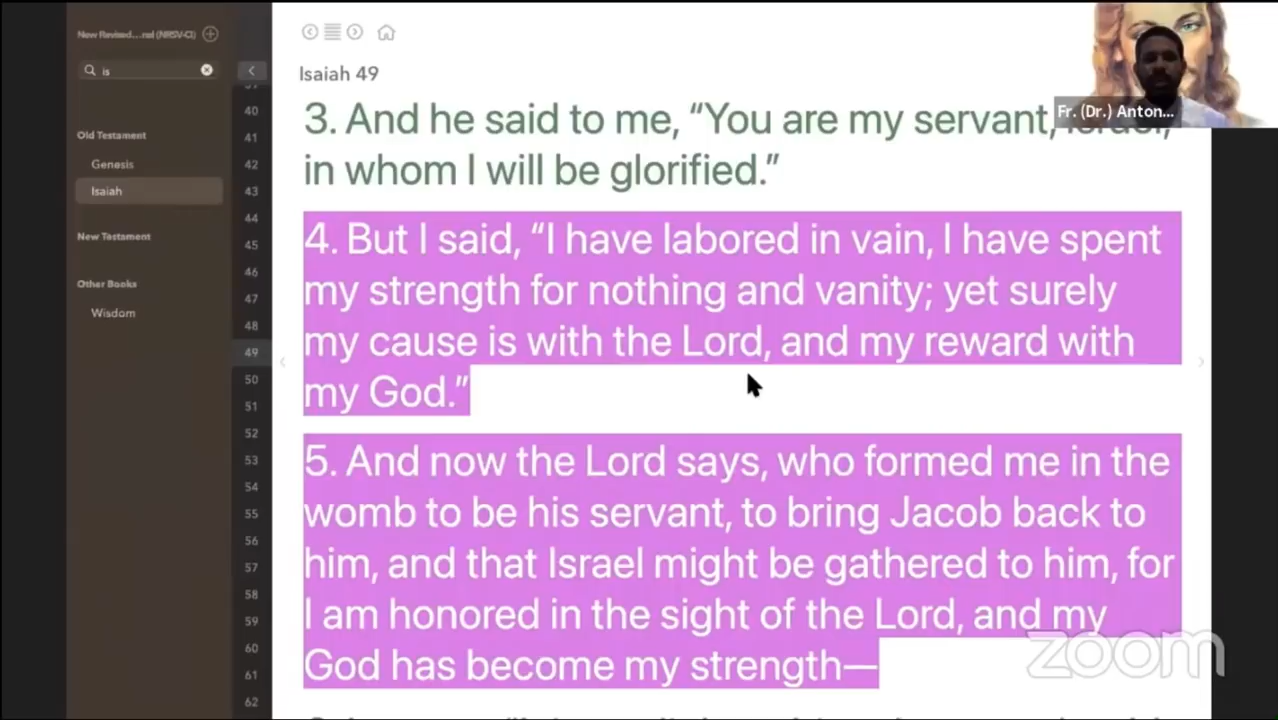 New Revised...nal (NRSV-CI)
is
Old Testament
Genesis
Isaiah
New Testament
Other Books
Wisdom
40
41
42
43
44
45
46
47
48
49
50
51
52
53
54
55
56
57
58
59
60
61
62
Isaiah 49
3. And he said to me, “You are my servant, Israel,
in whom I will be glorified.”
4. But I said, “I have labored in vain, I have spent
my strength for nothing and vanity; yet surely
my cause is with the Lord, and my reward with
my God.”
5. And now the Lord says, who formed me in the
womb to be his servant, to bring Jacob back to
him, and that Israel might be gathered to him, for
I am honored in the sight of the Lord, and my
God has become my strength—
Fr. (Dr.) Anton...
zoom